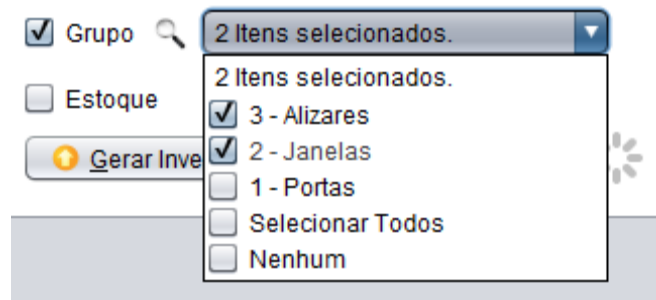 Grupo 2 Itens selecionados.
2 Itens selecionados.
Estoque
3 - Alizares
2 - Janelas
Gerar Inve
1 - Portas
Selecionar Todos
Nenhum